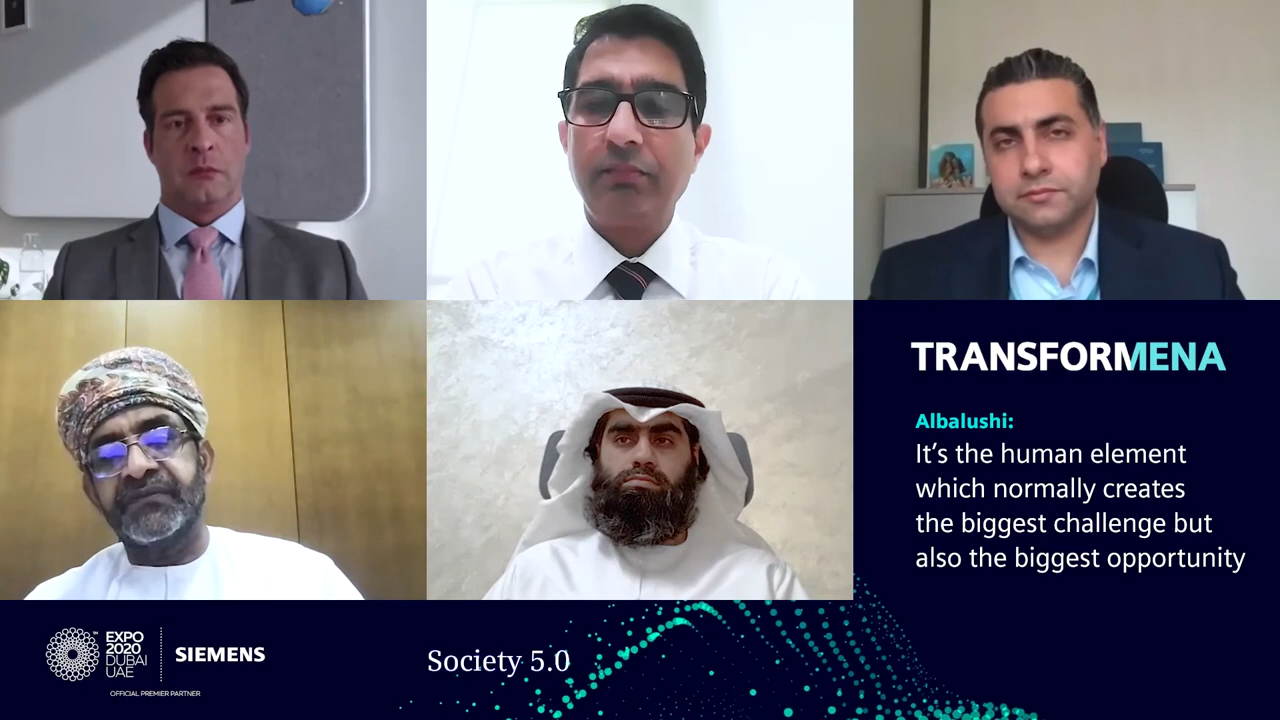 TRANSFORMENA
Albalushi:
It's the human element
which normally creates
the biggest challenge but
also the biggest opportunity
EXPO
2020
DUBAI
UAE
SIEMENS
OFFICIAL PREMIER PARTNER
Society 5.0